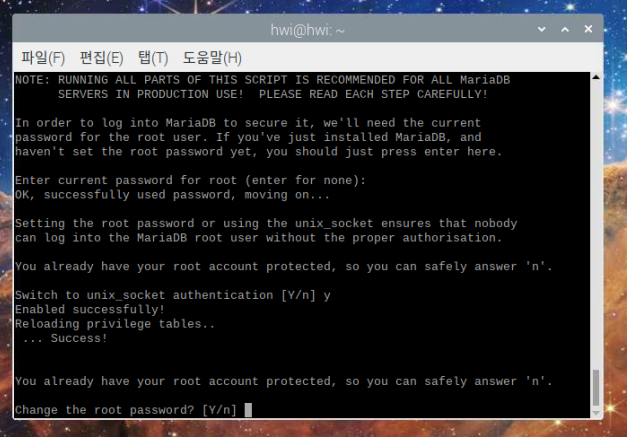 hwi@hwi: ~
파일(F) 편집(E) 탭(T) 도움말(H)
NOTE: RUNNING ALL PARTS OF THIS SCRIPT IS RECOMMENDED FOR ALL MariaDB
SERVERS IN PRODUCTION USE!  PLEASE READ EACH STEP CAREFULLY!
In order to log into MariaDB to secure it, we'll need the current
password for the root user. If you've just installed MariaDB, and
haven't set the root password yet, you should just press enter here.
Enter current password for root (enter for none):
OK, successfully used password, moving on...
Setting the root password or using the unix_socket ensures that nobody
can log into the MariaDB root user without the proper authorisation.
You already have your root account protected, so you can safely answer 'n'.
Switch to unix_socket authentication [Y/n] y
Enabled successfully!
Reloading privilege tables..
... Success!
You already have your root account protected, so you can safely answer 'n'.
Change the root password? [Y/n]